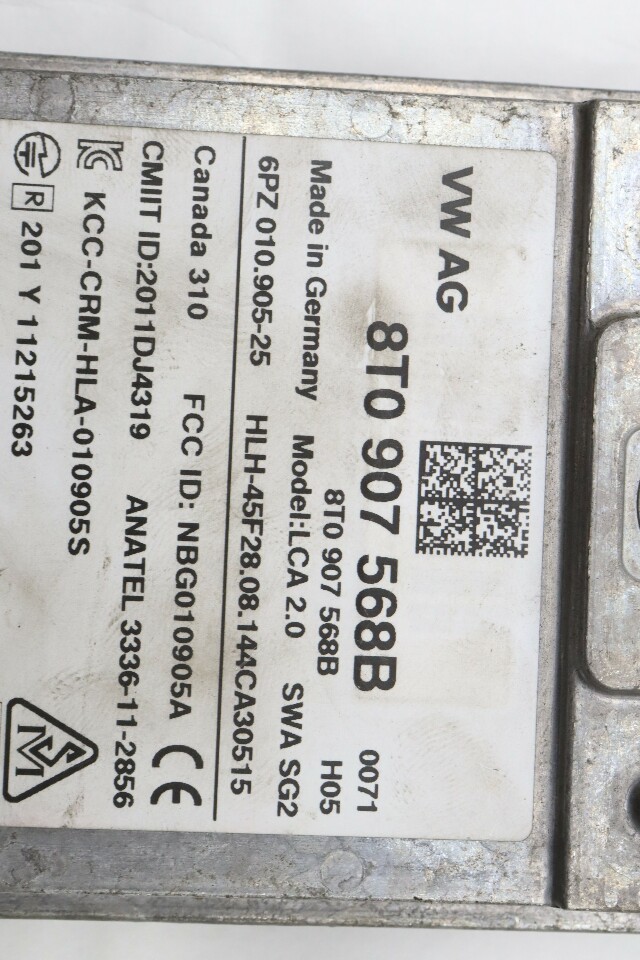 VW AG
8T0 907 568B 0071
8T0 907 568B H05
Made in Germany Model:LCA 2.0 SWA SG2
6PZ 010.905-25 HLH-45F28.08.144CA30515
Canada 310 FCC ID: NBG010905A CE
CMIIT ID:2011DJ4319 ANATEL 3336-11-2856
KCC-CRM-HLA-010905S
R 201 Y 11215263